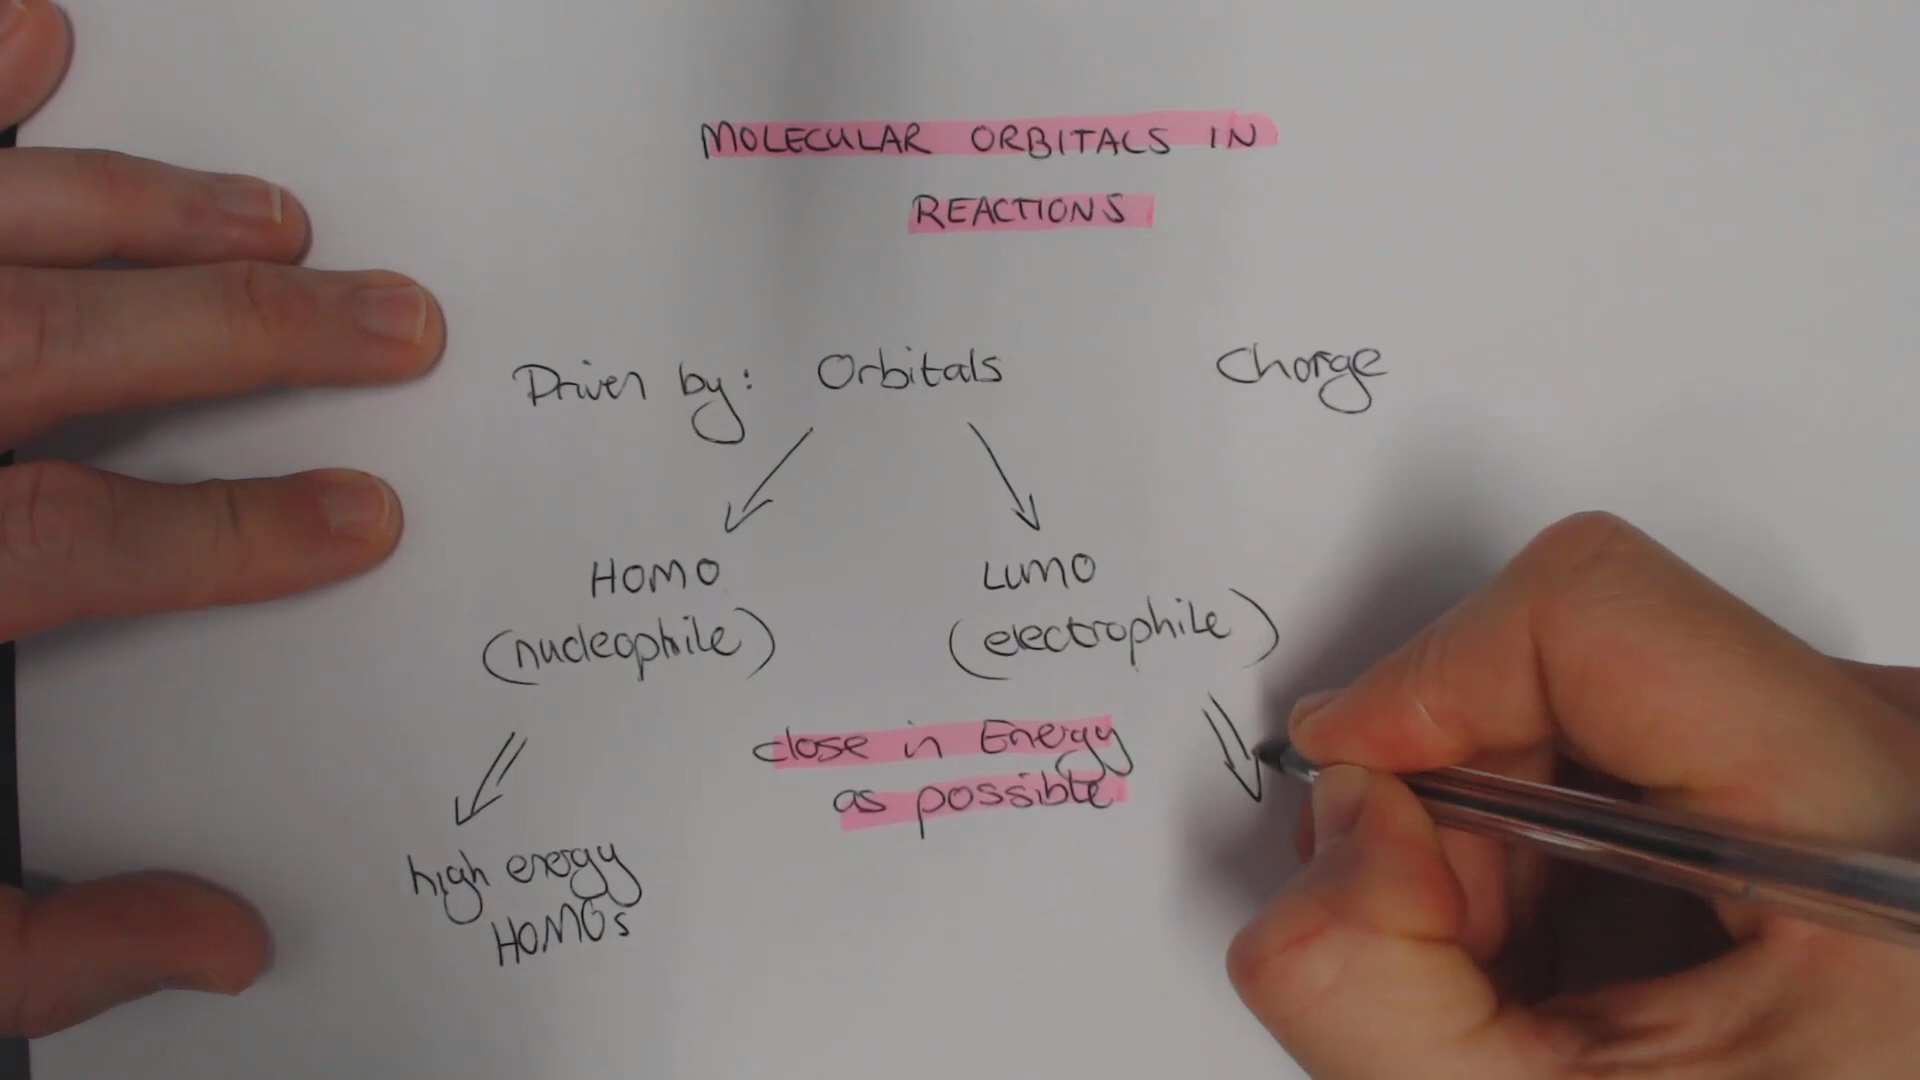 MOLECULAR ORBITALS IN
REACTIONS
Driven by: Orbitals Charge
HOMO LUMO
(nucleophile) (electrophile)
close in Energy
as possible
high energy
HOMOs